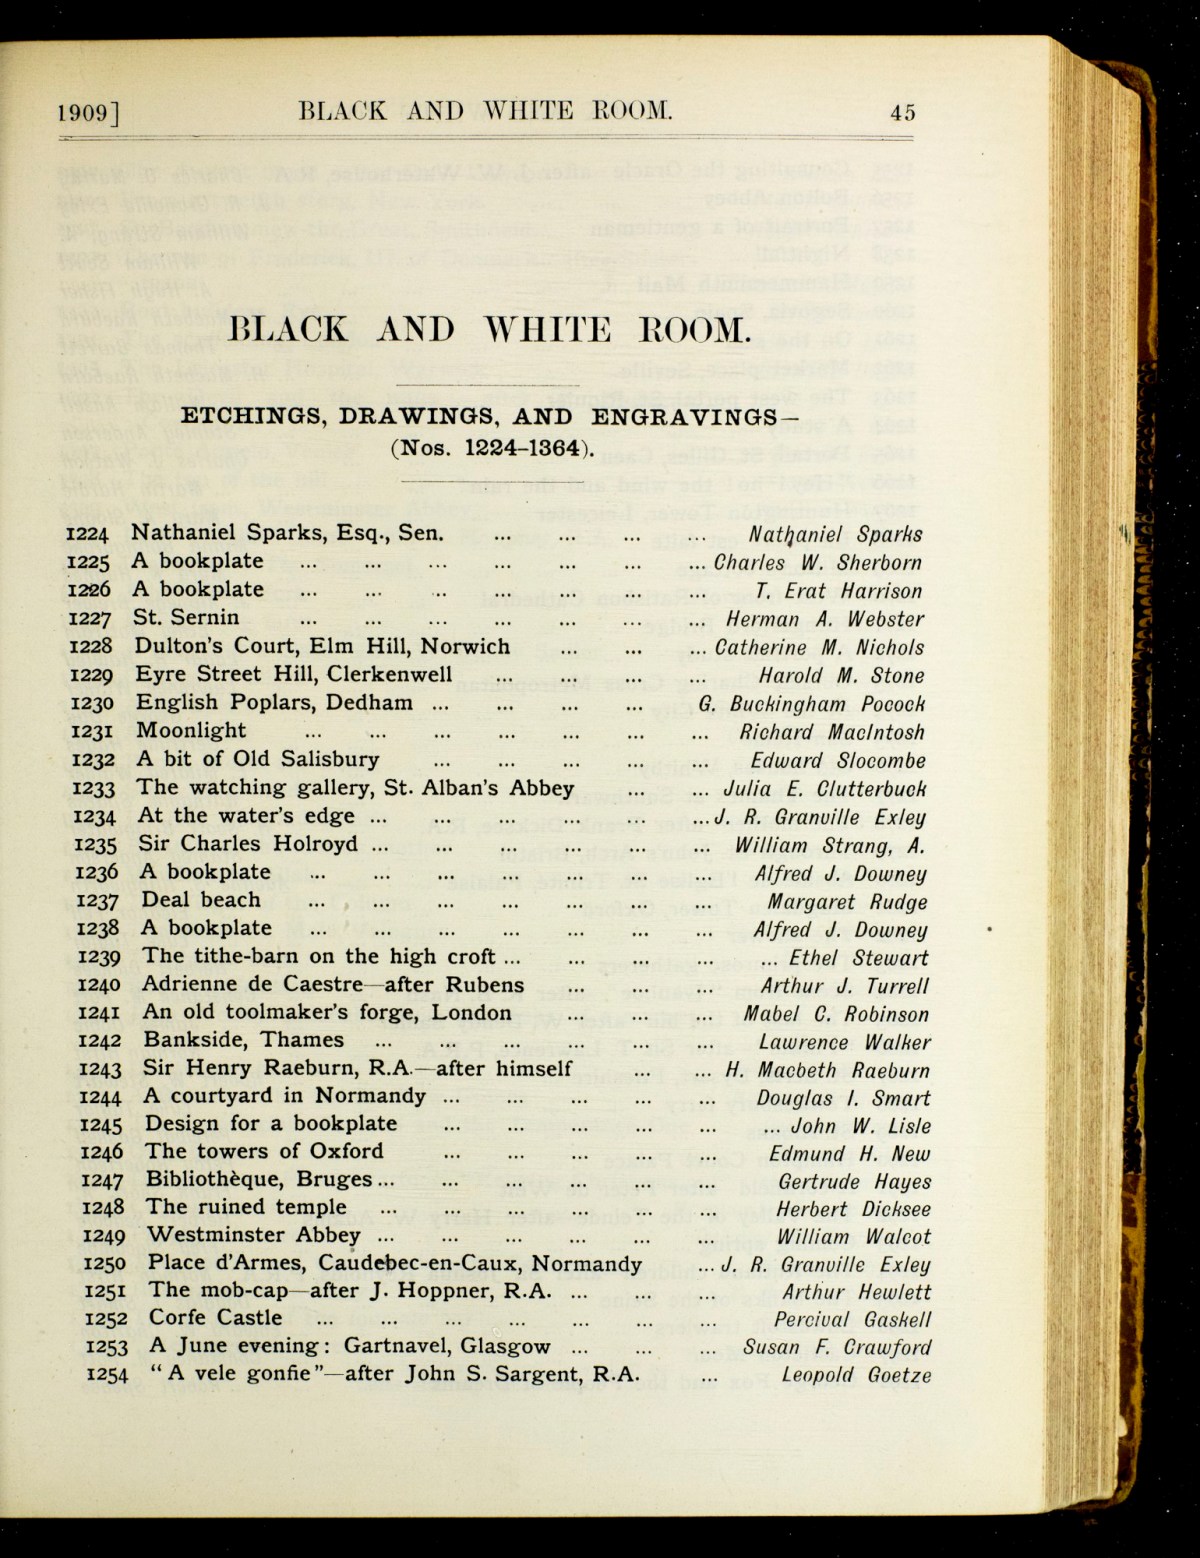 1909] BLACK AND WHITE ROOM. 45
BLACK AND WHITE ROOM.
ETCHINGS, DRAWINGS, AND ENGRAVINGS—
(Nos. 1224-1364).
1224 Nathaniel Sparks, Esq., Sen. ... ... ... ... Nathaniel Sparks
1225 A bookplate ... ... ... ... ... ... ... Charles W. Sherborn
1226 A bookplate ... ... ... ... ... ... ... T. Erat Harrison
1227 St. Sernin ... ... ... ... ... ... ... Herman A. Webster
1228 Dulton's Court, Elm Hill, Norwich ... ... ... Catherine M. Nichols
1229 Eyre Street Hill, Clerkenwell ... ... ... ... Harold M. Stone
1230 English Poplars, Dedham ... ... ... ... G. Buckingham Pocock
1231 Moonlight ... ... ... ... ... ... ... Richard MacIntosh
1232 A bit of Old Salisbury ... ... ... ... ... Edward Slocombe
1233 The watching gallery, St. Alban's Abbey ... ... Julia E. Clutterbuck
1234 At the water's edge ... ... ... ... ... ... J. R. Granville Exley
1235 Sir Charles Holroyd ... ... ... ... ... ... William Strang, A.
1236 A bookplate ... ... ... ... ... ... ... Alfred J. Downey
1237 Deal beach ... ... ... ... ... ... ... Margaret Rudge
1238 A bookplate ... ... ... ... ... ... ... Alfred J. Downey
1239 The tithe-barn on the high croft ... ... ... ... ... Ethel Stewart
1240 Adrienne de Caestre—after Rubens ... ... ... Arthur J. Turrell
1241 An old toolmaker's forge, London ... ... ... Mabel C. Robinson
1242 Bankside, Thames ... ... ... ... ... ... Lawrence Walker
1243 Sir Henry Raeburn, R.A.—after himself ... ... H. Macbeth Raeburn
1244 A courtyard in Normandy ... ... ... ... ... Douglas I. Smart
1245 Design for a bookplate ... ... ... ... ... ... John W. Lisle
1246 The towers of Oxford ... ... ... ... ... Edmund H. New
1247 Bibliothèque, Bruges ... ... ... ... ... ... Gertrude Hayes
1248 The ruined temple ... ... ... ... ... ... Herbert Dicksee
1249 Westminster Abbey ... ... ... ... ... ... William Walcot
1250 Place d'Armes, Caudebec-en-Caux, Normandy ... J. R. Granville Exley
1251 The mob-cap—after J. Hoppner, R.A. ... ... ... Arthur Hewlett
1252 Corfe Castle ... ... ... ... ... ... ... Percival Gaskell
1253 A June evening: Gartnavel, Glasgow ... ... ... Susan F. Crawford
1254 "A vele gonfie"—after John S. Sargent, R.A. ... Leopold Goetze